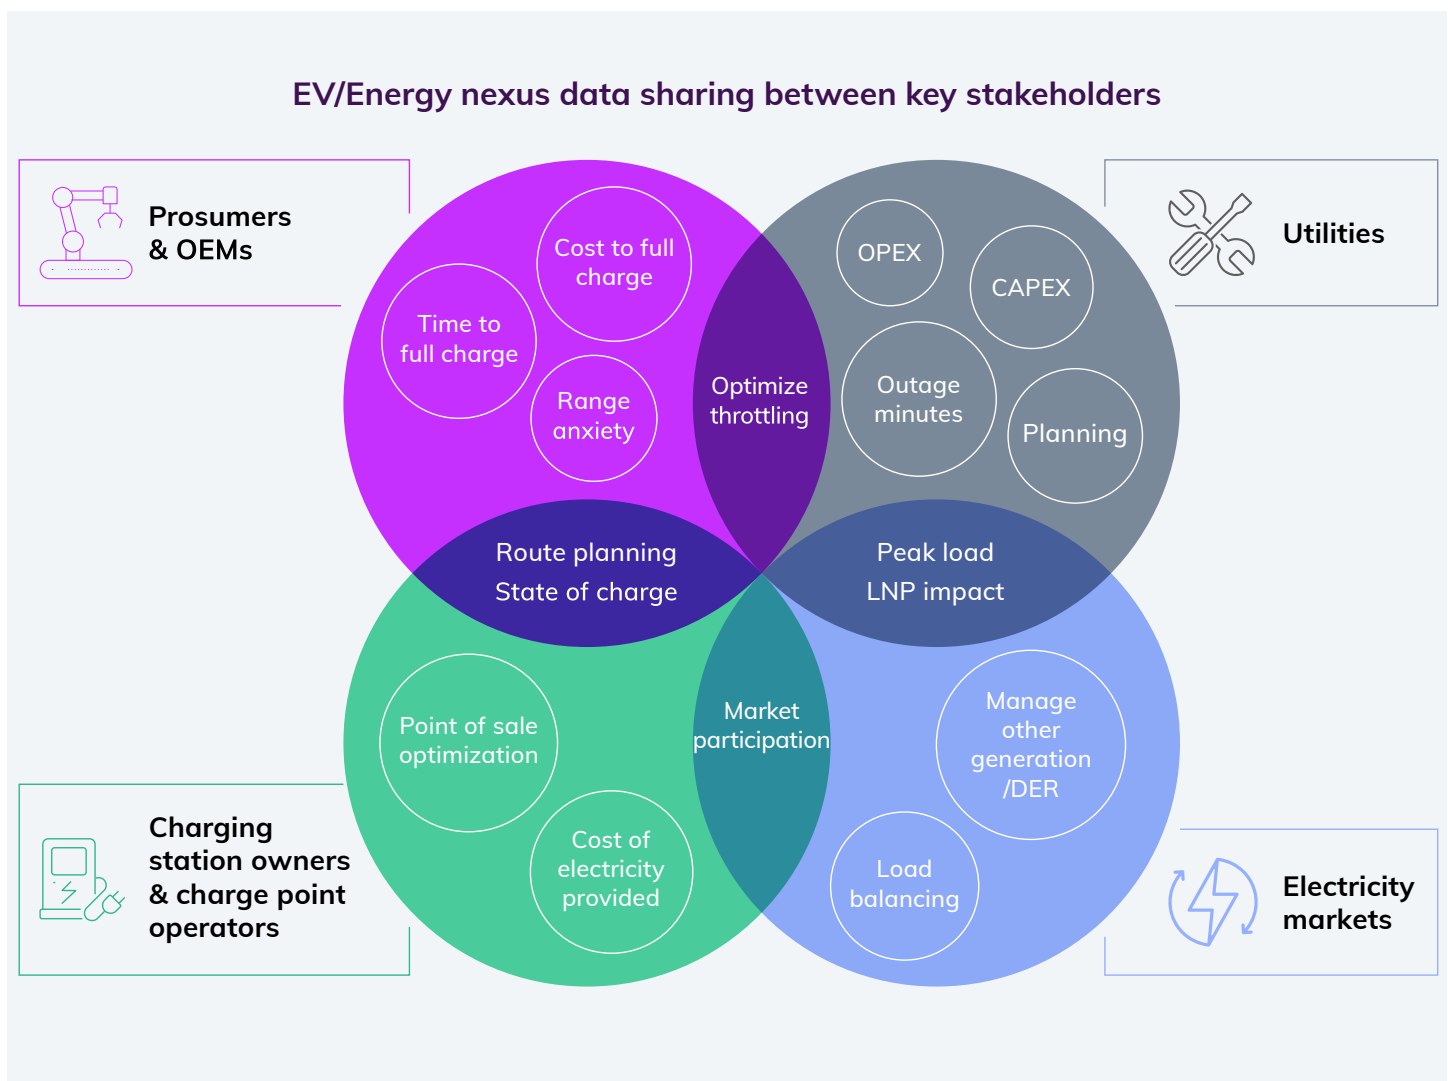 EV/Energy nexus data sharing between key stakeholders
Prosumers
& OEMs
Cost to full
charge
Time to
full charge
Range
anxiety
Optimize
throttling
OPEX
CAPEX
Outage
minutes
Planning
Utilities
Route planning
State of charge
Peak load
LNP impact
Charging
station owners
& charge point
operators
Point of sale
optimization
Cost of
electricity
provided
Market
participation
Manage
other
generation
/DER
Load
balancing
Electricity
markets